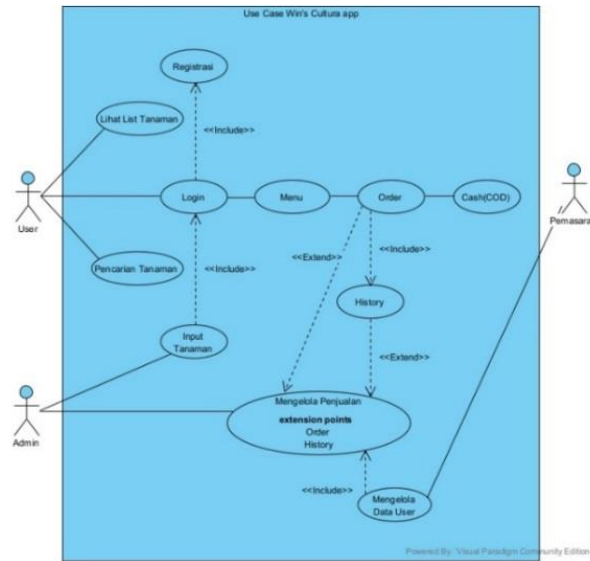 Use Case Win's Cultura app
Registrasi
Lihat List Tanaman
<<Include>>
User
Login
Menu
Order
Cash(COD)
Pemasara
Pencarian Tanaman
<<Include>>
<<Extend>>
<<Include>>
History
Input
Tanaman
<<Extend>>
Admin
Mengelola Penjualan
extension points
Order
History
<<Include>>
Mengelola
Data User
Powered By Visual Paradigm Community Edition